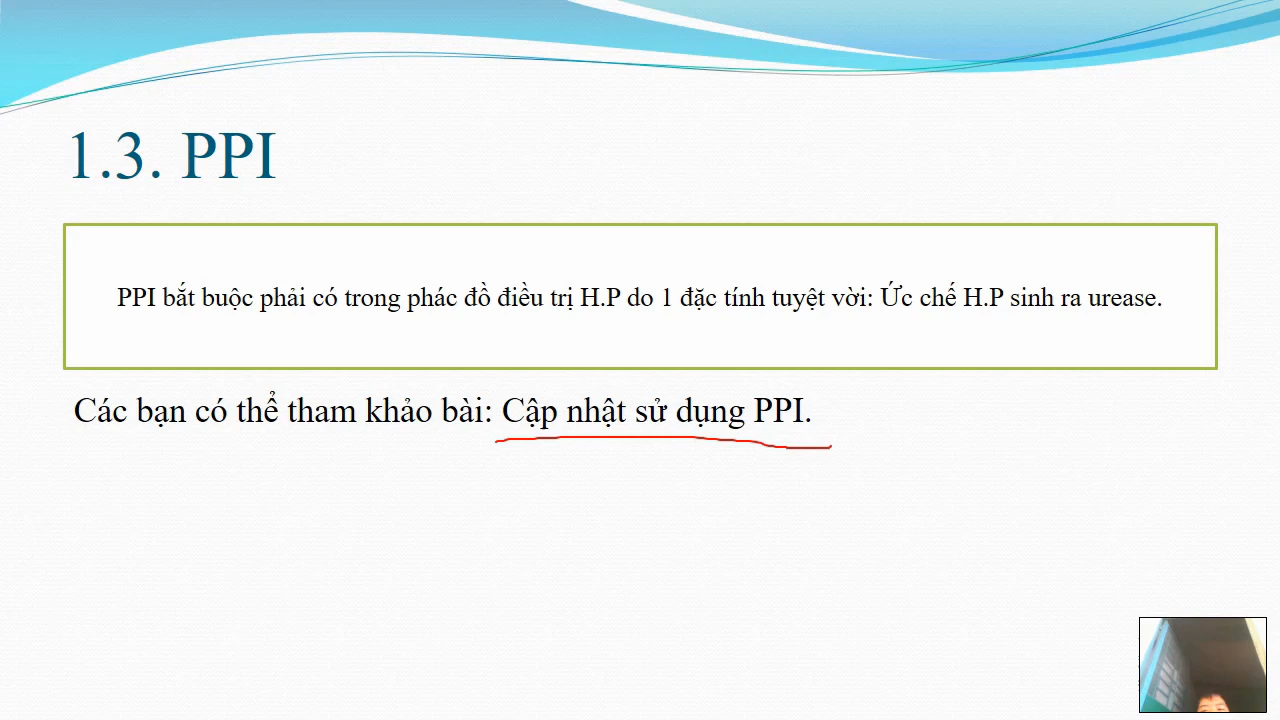 1.3. PPI
PPI bắt buộc phải có trong phác đồ điều trị H.P do 1 đặc tính tuyệt vời: Ức chế H.P sinh ra urease.
Các bạn có thể tham khảo bài: Cập nhật sử dụng PPI.